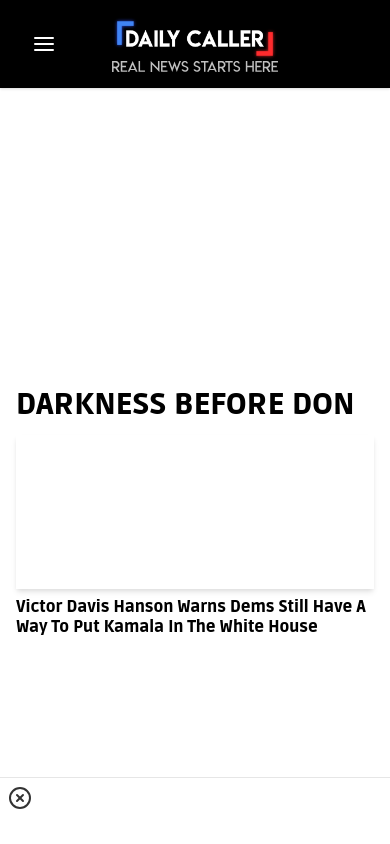 DAILY CALLER
REAL NEWS STARTS HERE
DARKNESS BEFORE DON
Victor Davis Hanson Warns Dems Still Have A
Way To Put Kamala In The White House